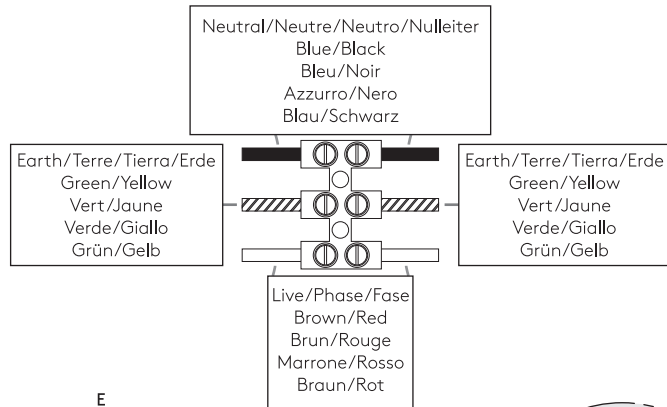 Neutral/Neutre/Neutro/Nulleiter
Blue/Black
Bleu/Noir
Azzurro/Nero
Blau/Schwarz
Earth/Terre/Tierra/Erde
Green/Yellow
Vert/Jaune
Verde/Giallo
Grün/Gelb
Earth/Terre/Tierra/Erde
Green/Yellow
Vert/Jaune
Verde/Giallo
Grün/Gelb
Live/Phase/Fase
Brown/Red
Brun/Rouge
Marrone/Rosso
Braun/Rot
E